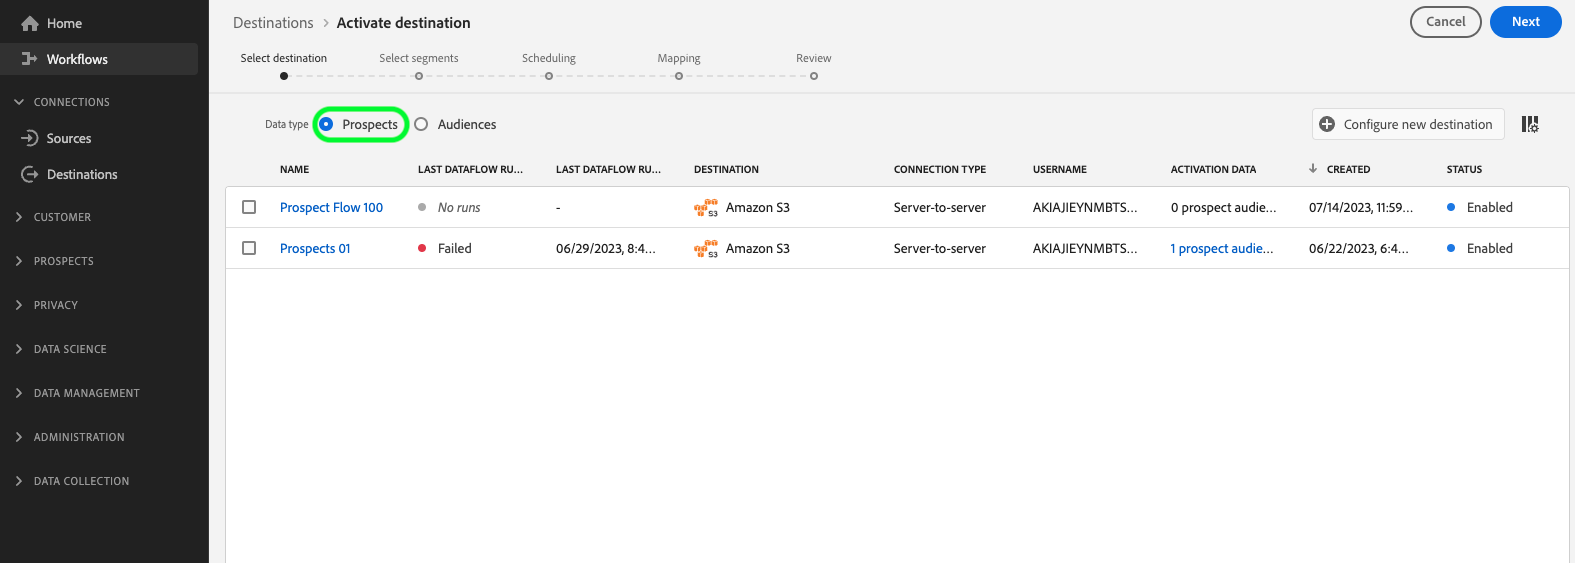 Home
Workflows
CONNECTIONS
Sources
Destinations
CUSTOMER
PROSPECTS
PRIVACY
DATA SCIENCE
DATA MANAGEMENT
ADMINISTRATION
DATA COLLECTION
Destinations > Activate destination
Cancel Next
Select destination Select segments Scheduling Mapping Review
Data type Prospects Audiences
Configure new destination
NAME LAST DATAFLOW RU... LAST DATAFLOW RU... DESTINATION CONNECTION TYPE USERNAME ACTIVATION DATA ↓ CREATED STATUS
Prospect Flow 100 No runs - S3 Amazon S3 Server-to-server AKIAJIEYNMBTS... 0 prospect audie... 07/14/2023, 11:59... Enabled
Prospects 01 Failed 06/29/2023, 8:4... S3 Amazon S3 Server-to-server AKIAJIEYNMBTS... 1 prospect audie... 06/22/2023, 6:4... Enabled